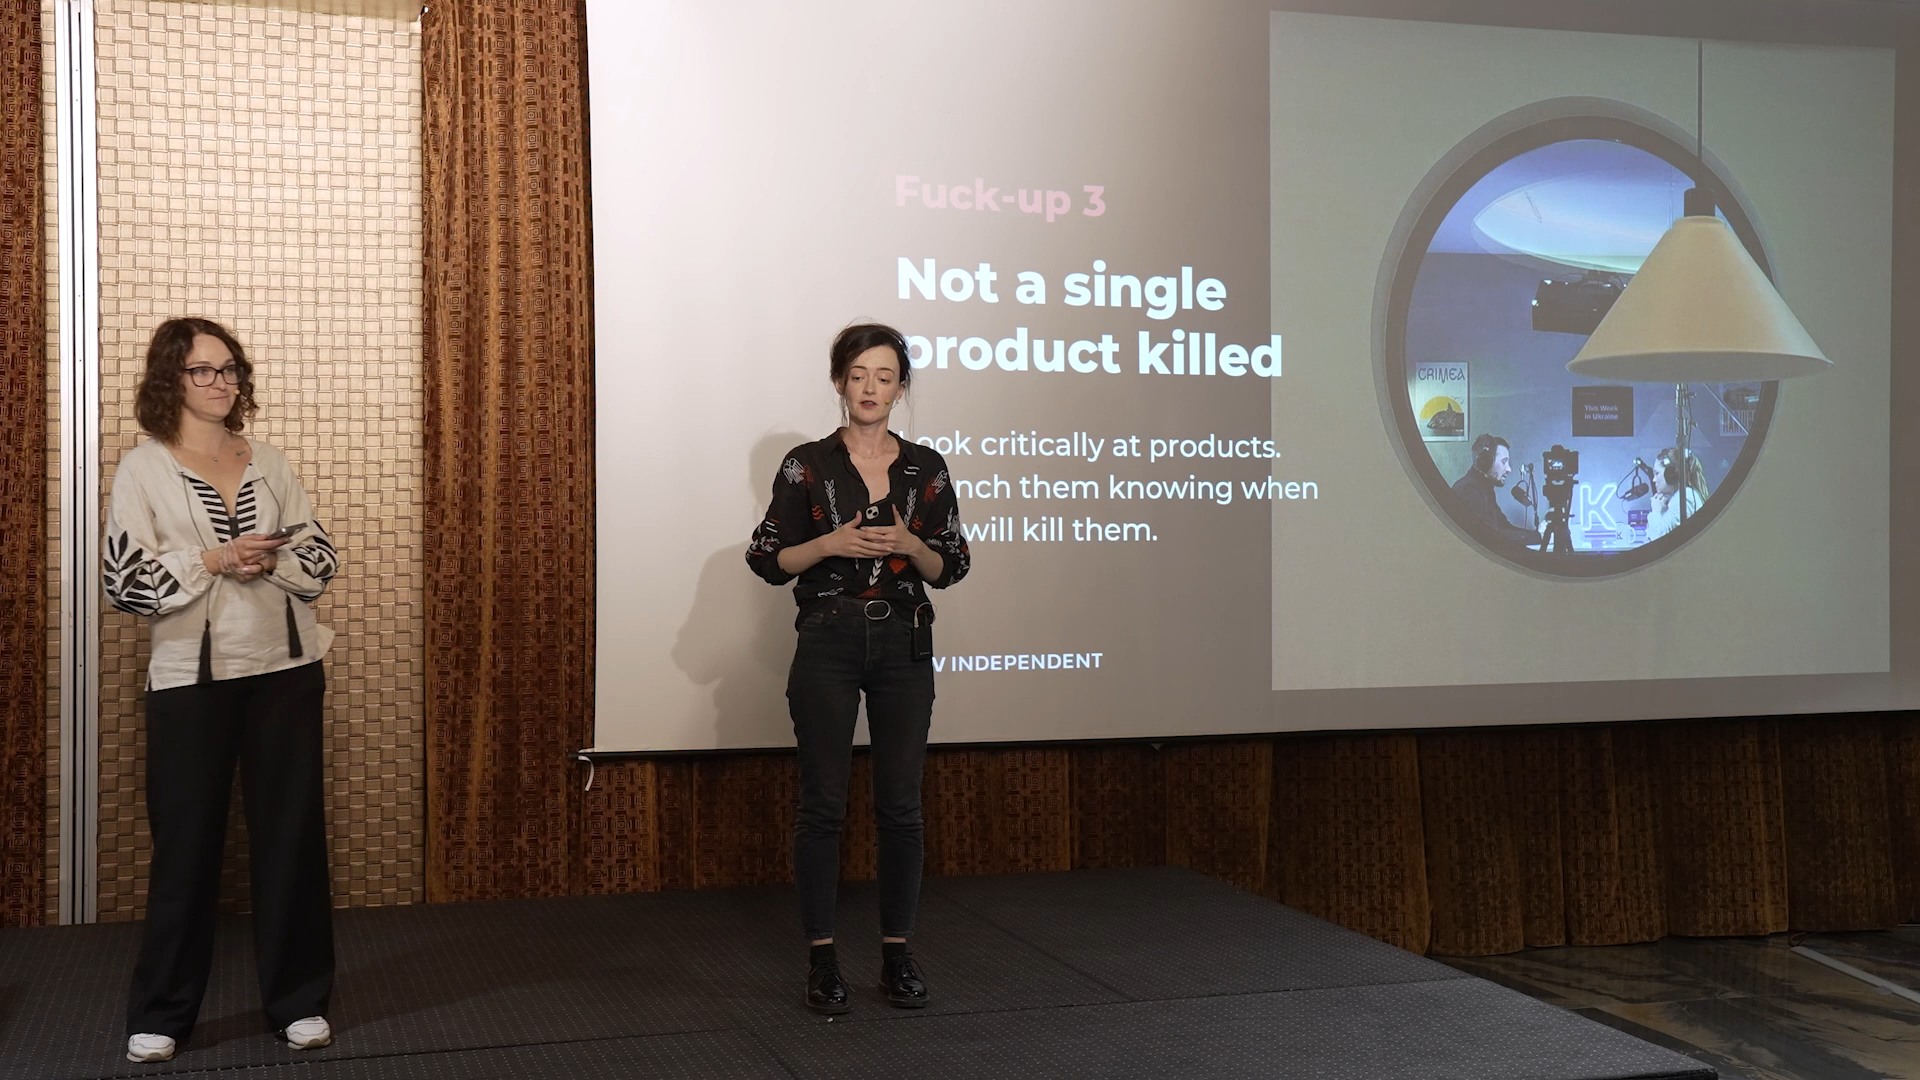 Fuck-up 3
Not a single
product killed
Look critically at products.
nch them knowing when
will kill them.
V INDEPENDENT
CRIMEA
This Week
in Ukraine
K